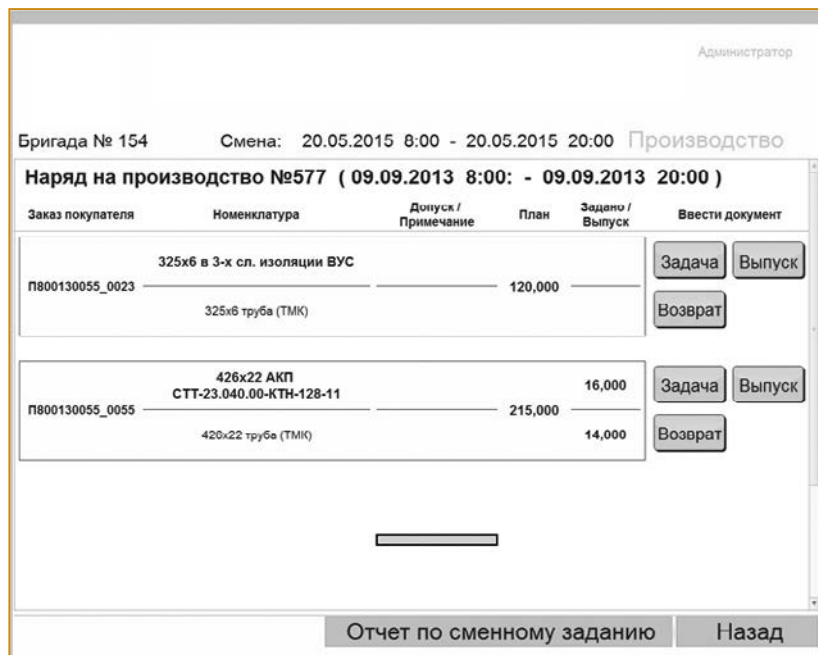 Администратор
Бригада № 154 Смена: 20.05.2015 8:00 - 20.05.2015 20:00 Производство
Наряд на производство №577 ( 09.09.2013 8:00: - 09.09.2013 20:00 )
Заказ покупателя Номенклатура Допуск / Примечание План Задано / Выпуск Ввести документ
325х6 в 3-х сл. изоляции ВУС
Задача Выпуск
П800130055_0023 120,000
325х6 труба (ТМК)
Возврат
426х22 АКП
СТТ-23.040.00-КТН-128-11
16,000
Задача Выпуск
П800130055_0055 215,000
420х22 труба (ТМК) 14,000
Возврат
Отчет по сменному заданию Назад